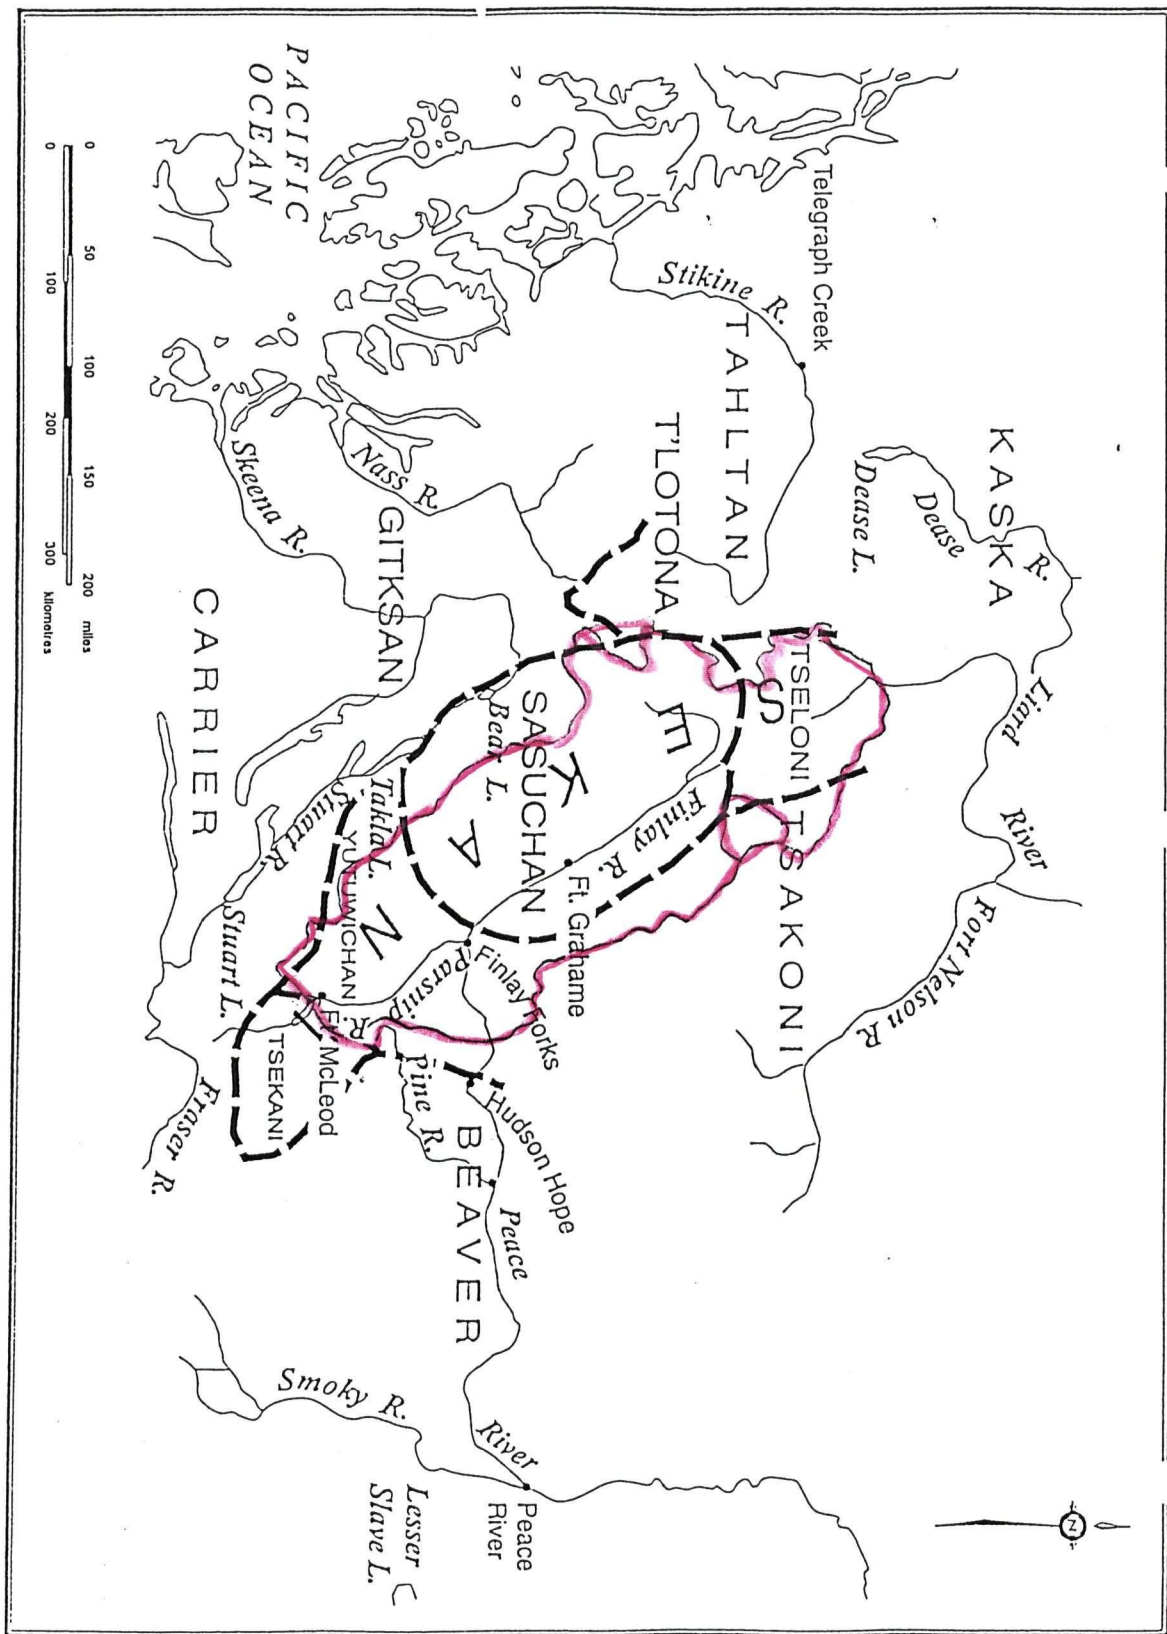 PACIFIC
OCEAN
Telegraph Creek
Stikine R.
TAHLTAN
T'LOTONA
KASKA
Dease L.
Dease R.
Liard River
Fort Nelson R.
TSELONI
TSAKONI
SEKANA
Nass R.
Skeena R.
GITKSAN
CARRIER
SASUCHAN
Bear L.
Takla L.
Stuart R.
Stuart L.
Finlay R.
Ft. Grahame
Finlay Forks
Parsnip R.
McLeod
TSEKANI
Fraser R.
Pine R.
Hudson Hope
BEAVER
Peace River
Peace
River
Smoky R.
Lesser
Slave L.
N
0 50 100 150 200 miles
0 100 200 300 kilometres